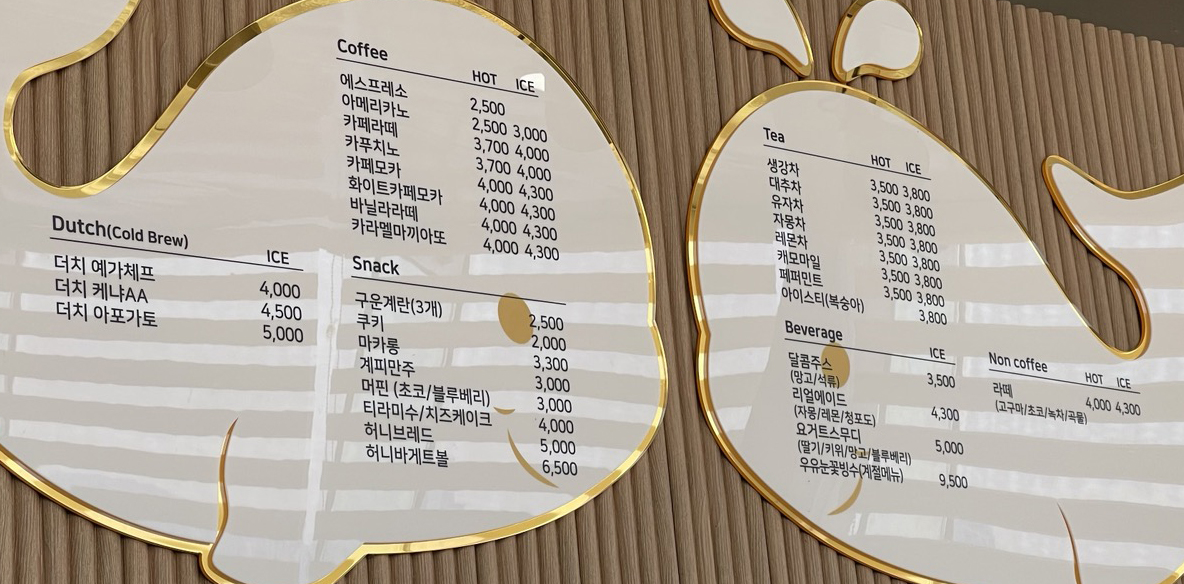 Coffee
HOT ICE
에스프레소 2,500
아메리카노 2,500 3,000
카페라떼 3,700 4,000
카푸치노 3,700 4,000
카페모카 4,000 4,300
화이트카페모카 4,000 4,300
바닐라라떼 4,000 4,300
카라멜마끼아또 4,000 4,300
Dutch(Cold Brew)
ICE
더치 예가체프 4,000
더치 케냐AA 4,500
더치 아포가토 5,000
Snack
구운계란(3개) 2,500
쿠키 2,000
마카롱 3,300
계피만주 3,000
머핀 (초코/블루베리) 3,000
티라미수/치즈케이크 4,000
허니브레드 5,000
허니바게트볼 6,500
Tea
HOT ICE
생강차 3,500 3,800
대추차 3,500 3,800
유자차 3,500 3,800
자몽차 3,500 3,800
레몬차 3,500 3,800
캐모마일 3,500 3,800
페퍼민트 3,500 3,800
아이스티(복숭아) 3,800
Beverage
ICE
달콤주스 3,500
(망고/석류)
리얼에이드 4,300
(자몽/레몬/청포도)
요거트스무디 5,000
(딸기/키위/망고/블루베리)
우유눈꽃빙수(계절메뉴) 9,500
Non coffee
HOT ICE
라떼 4,000 4,300
(고구마/초코/녹차/곡물)